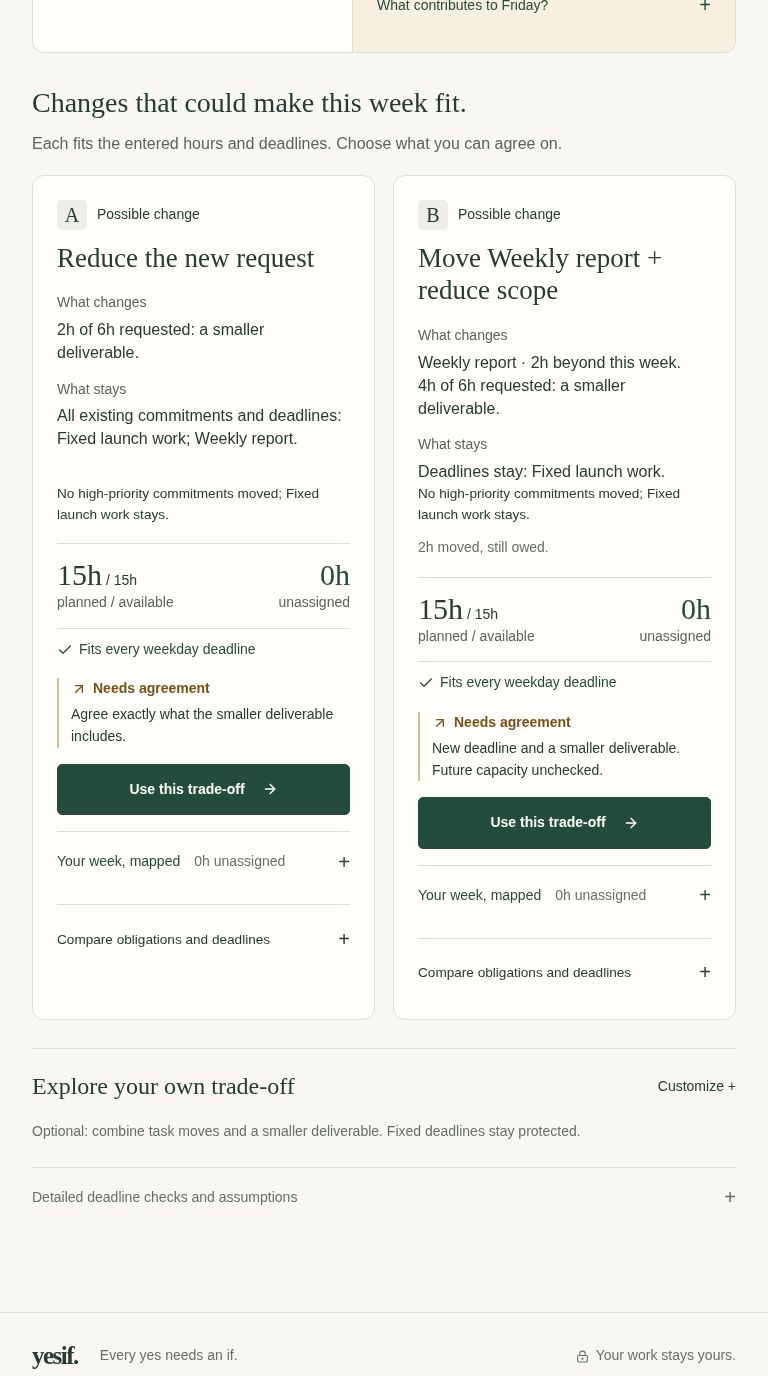 What contributes to Friday? +
Changes that could make this week fit.
Each fits the entered hours and deadlines. Choose what you can agree on.
A Possible change
Reduce the new request
What changes
2h of 6h requested: a smaller
deliverable.
What stays
All existing commitments and deadlines:
Fixed launch work; Weekly report.
No high-priority commitments moved; Fixed
launch work stays.
15h / 15h 0h
planned / available unassigned
Fits every weekday deadline
Needs agreement
Agree exactly what the smaller deliverable
includes.
Use this trade-off →
Your week, mapped 0h unassigned +
Compare obligations and deadlines +
B Possible change
Move Weekly report +
reduce scope
What changes
Weekly report · 2h beyond this week.
4h of 6h requested: a smaller
deliverable.
What stays
Deadlines stay: Fixed launch work.
No high-priority commitments moved; Fixed
launch work stays.
2h moved, still owed.
15h / 15h 0h
planned / available unassigned
Fits every weekday deadline
Needs agreement
New deadline and a smaller deliverable.
Future capacity unchecked.
Use this trade-off →
Your week, mapped 0h unassigned +
Compare obligations and deadlines +
Explore your own trade-off Customize +
Optional: combine task moves and a smaller deliverable. Fixed deadlines stay protected.
Detailed deadline checks and assumptions +
yesif. Every yes needs an if. Your work stays yours.